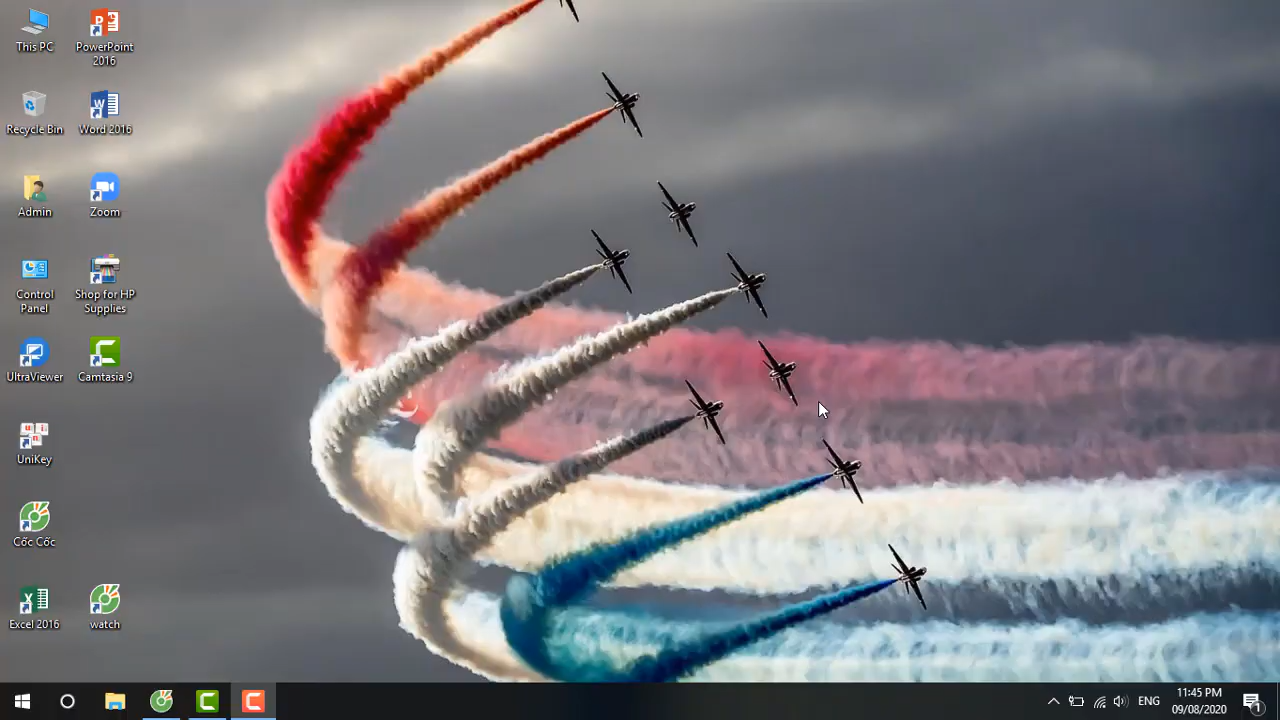 This PC
PowerPoint
2016
Recycle Bin
Word 2016
Admin
Zoom
Control
Panel
Shop for HP
Supplies
UltraViewer
Camtasia 9
UniKey
Cốc Cốc
Excel 2016
watch
ENG
11:45 PM
09/08/2020
1